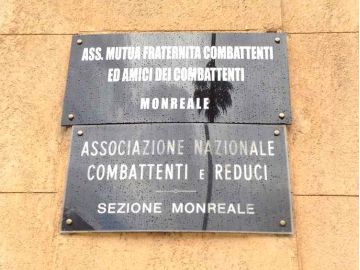 ASS. MUTUA FRATERNITA COMBATTENTI
ED AMICI DEI COMBATTENTI
MONREALE
ASSOCIAZIONE NAZIONALE
COMBATTENTI E REDUCI
SEZIONE MONREALE